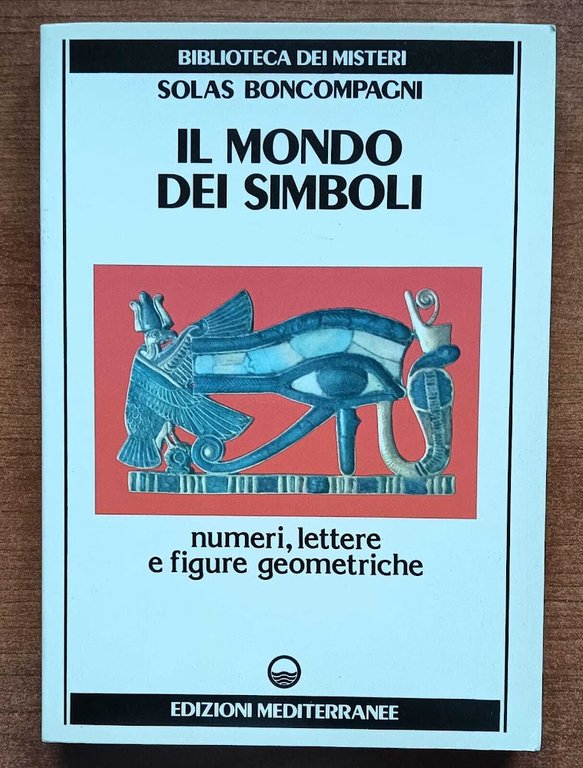 BIBLIOTECA DEI MISTERI
SOLAS BONCOMPAGNI
IL MONDO
DEI SIMBOLI
numeri, lettere
e figure geometriche
EDIZIONI MEDITERRANEE